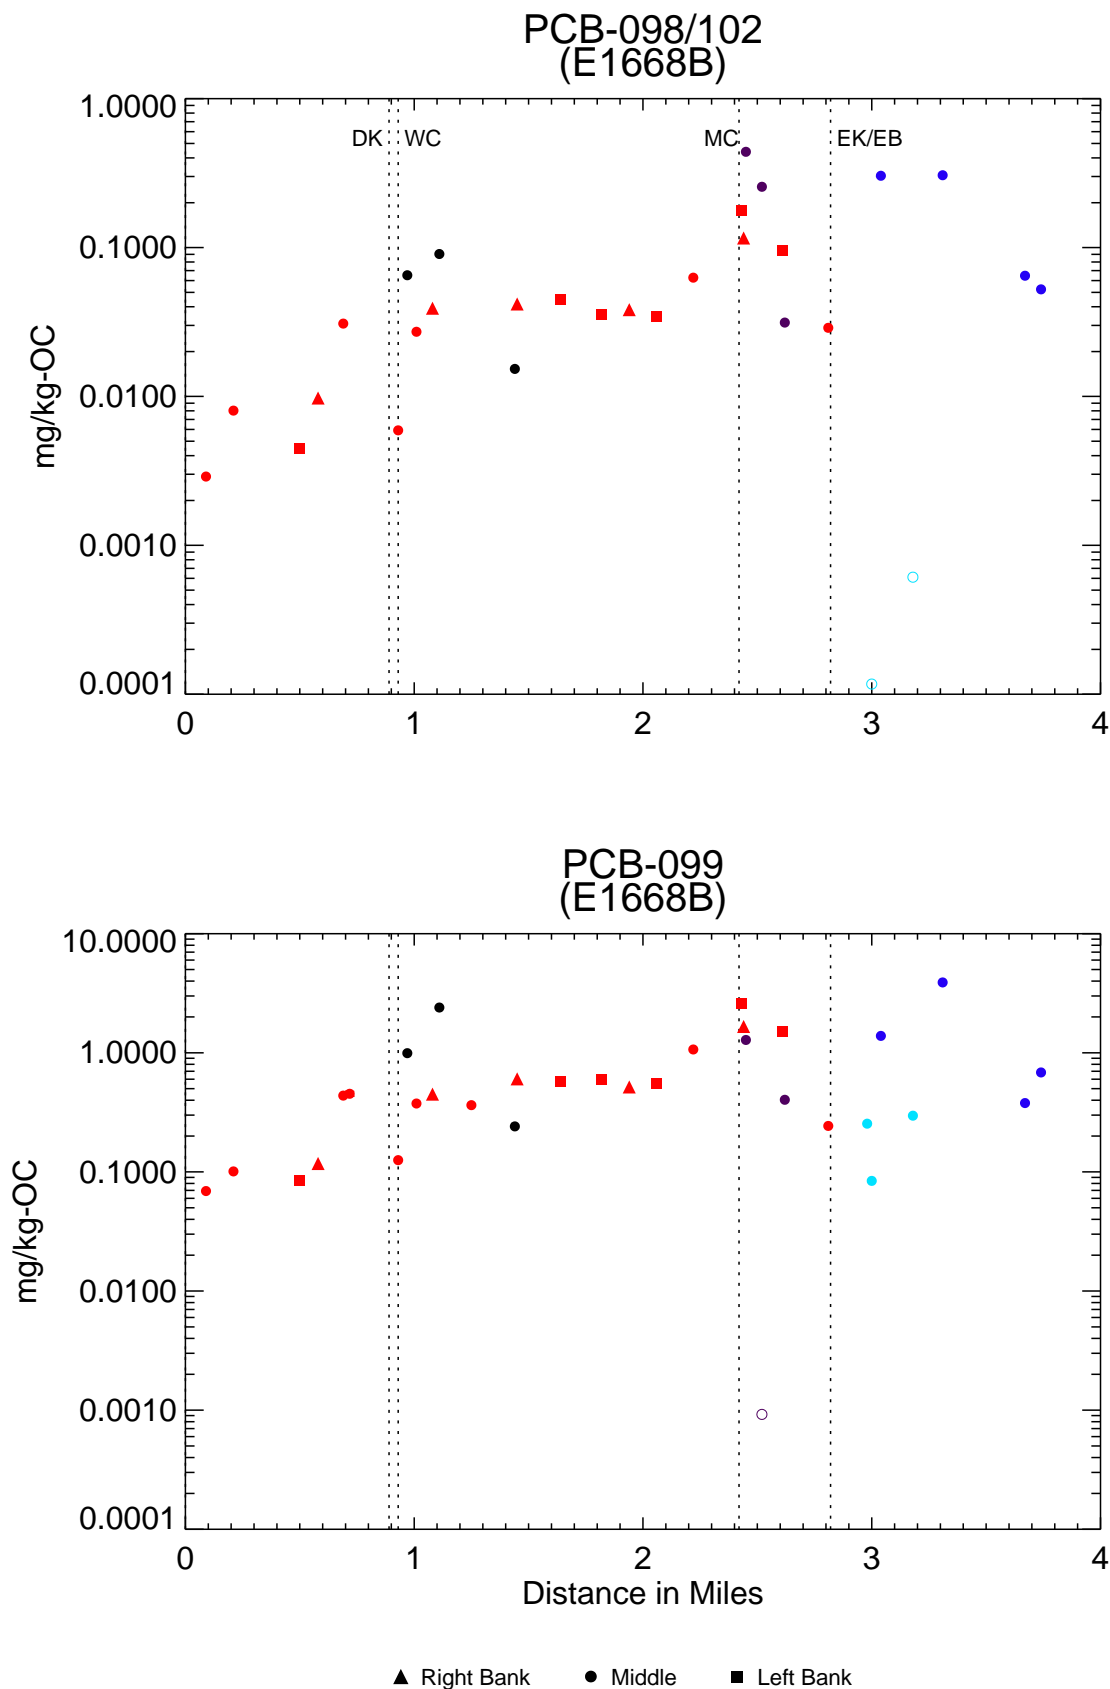 PCB-098/102
(E1668B)
1.0000
0.1000
0.0100
0.0010
0.0001
mg/kg-OC
DK
WC
MC
EK/EB
0 1 2 3 4
PCB-099
(E1668B)
10.0000
1.0000
0.1000
0.0100
0.0010
0.0001
mg/kg-OC
0 1 2 3 4
Distance in Miles
Right Bank Middle Left Bank